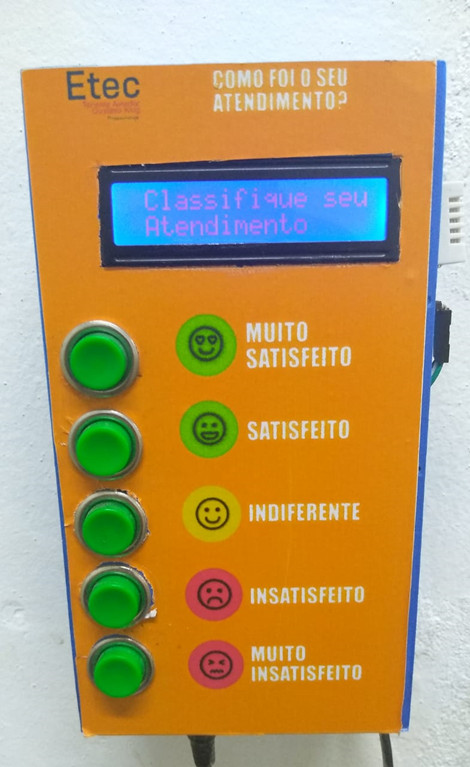 Etec
COMO FOI O SEU
ATENDIMENTO?
Classifique seu
Atendimento
MUITO
SATISFEITO
SATISFEITO
INDIFERENTE
INSATISFEITO
MUITO
INSATISFEITO